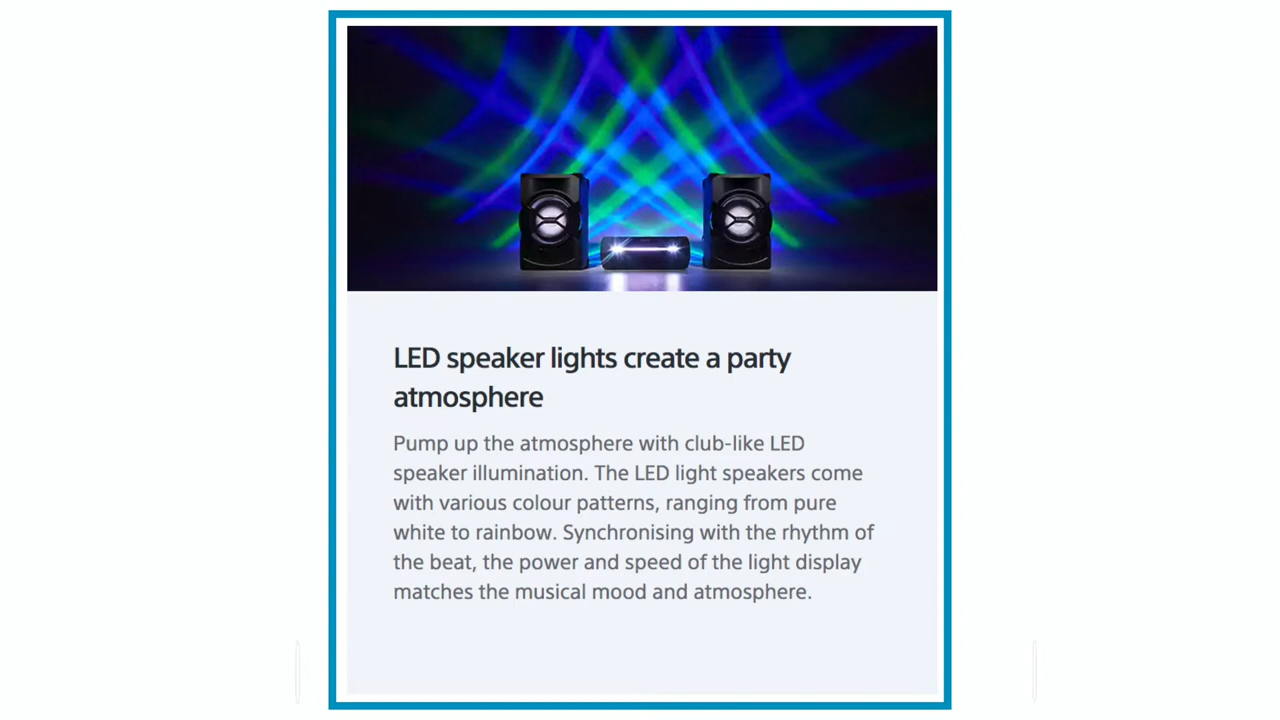 LED speaker lights create a party
atmosphere
Pump up the atmosphere with club-like LED
speaker illumination. The LED light speakers come
with various colour patterns, ranging from pure
white to rainbow. Synchronising with the rhythm of
the beat, the power and speed of the light display
matches the musical mood and atmosphere.